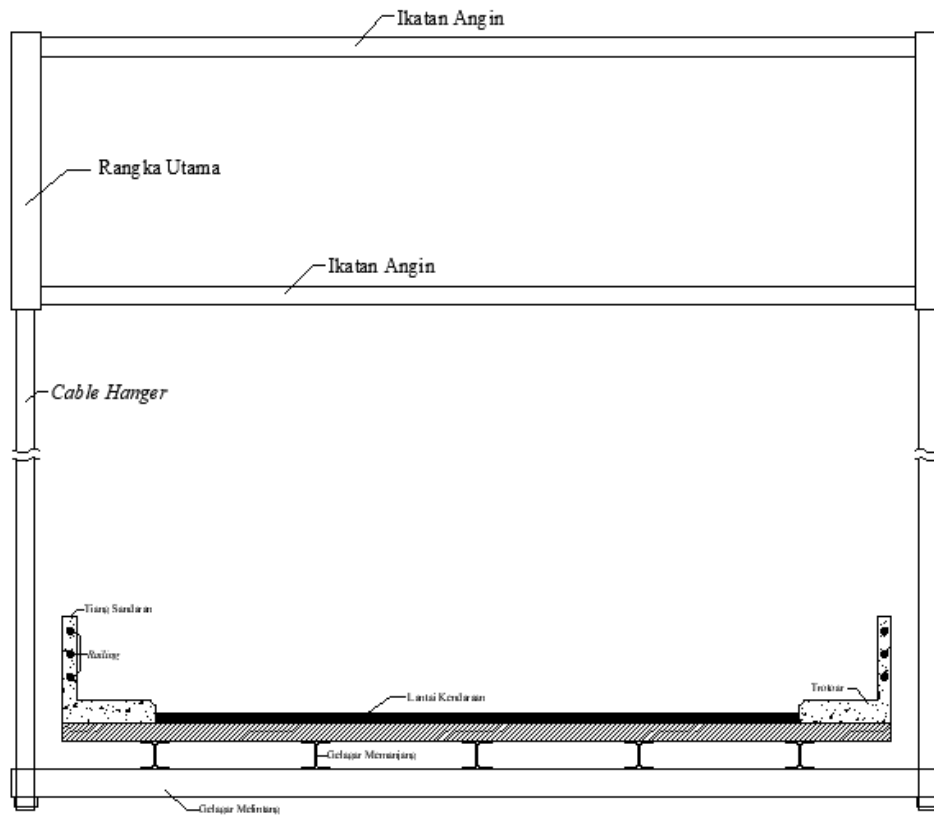 Ikatan Angin
Rangka Utama
Ikatan Angin
Cable Hanger
Tiang Sandaran
Railing
Trotoar
Lantai Kendaraan
Gelagar Memanjang
Gelagar Melintang